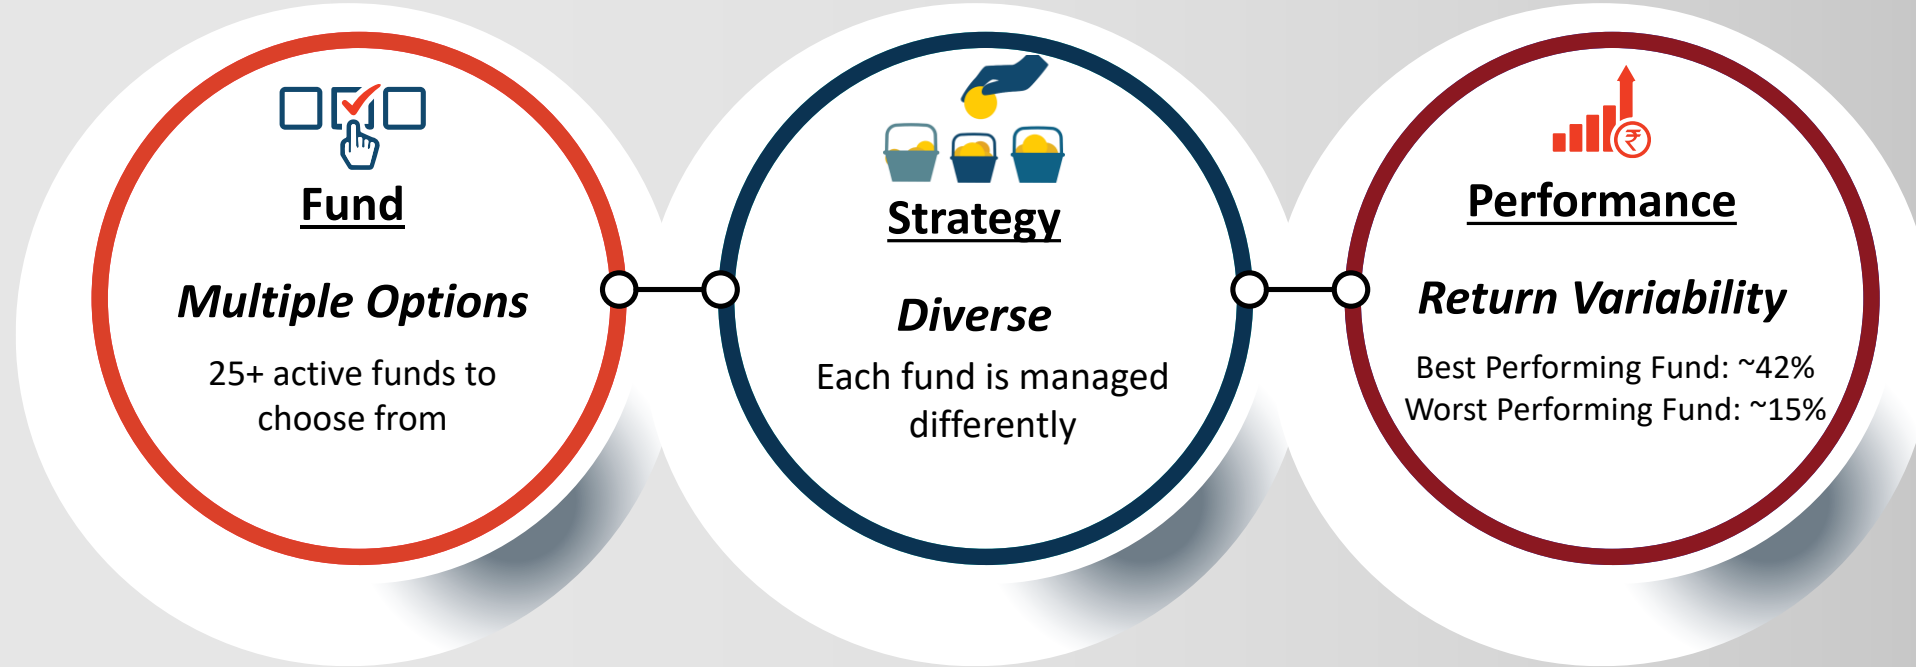 Fund
Multiple Options
25+ active funds to
choose from
Strategy
Diverse
Each fund is managed
differently
₹
Performance
Return Variability
Best Performing Fund: ~42%
Worst Performing Fund: ~15%